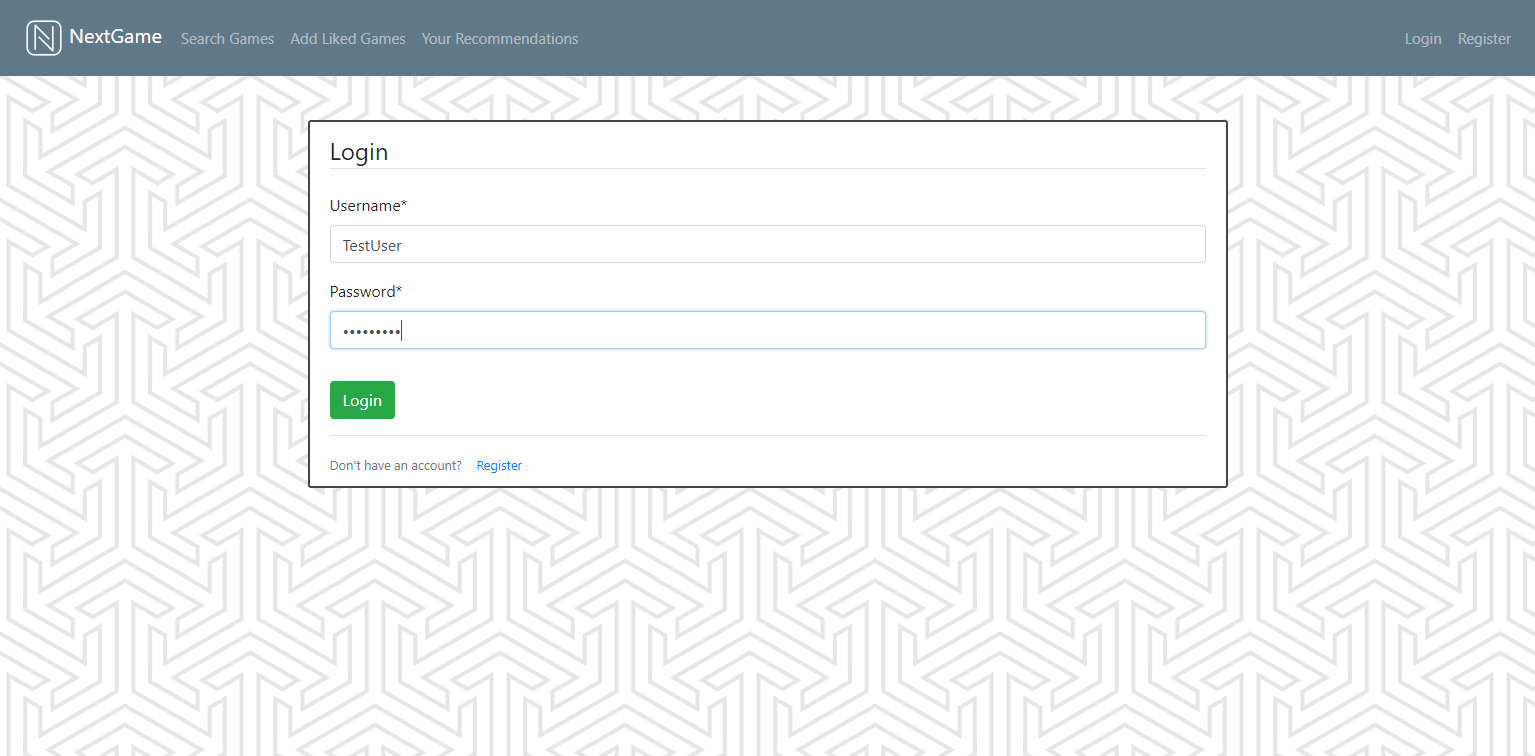 NextGame Search Games Add Liked Games Your Recommendations Login Register
Login
Username*
TestUser
Password*
•••••••••
Login
Don't have an account? Register